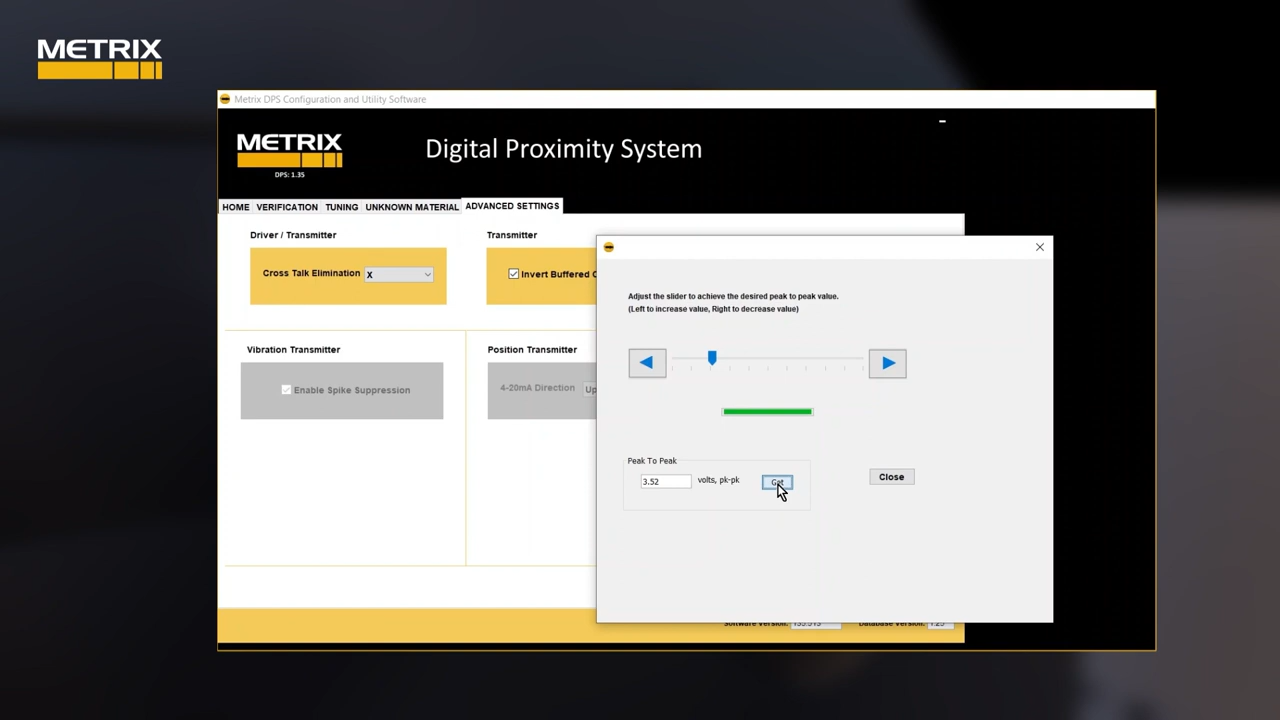 METRIX
Metrix DPS Configuration and Utility Software
METRIX
DPS: 1.35
Digital Proximity System
HOME VERIFICATION TUNING UNKNOWN MATERIAL ADVANCED SETTINGS
Driver / Transmitter
Cross Talk Elimination X
Transmitter
Invert Buffered
Vibration Transmitter
Enable Spike Suppression
Position Transmitter
4-20mA Direction Up
Adjust the slider to achieve the desired peak to peak value.
(Left to increase value, Right to decrease value)
Peak To Peak
3.52 volts, pk-pk Get
Close
Software Version: Database Version: